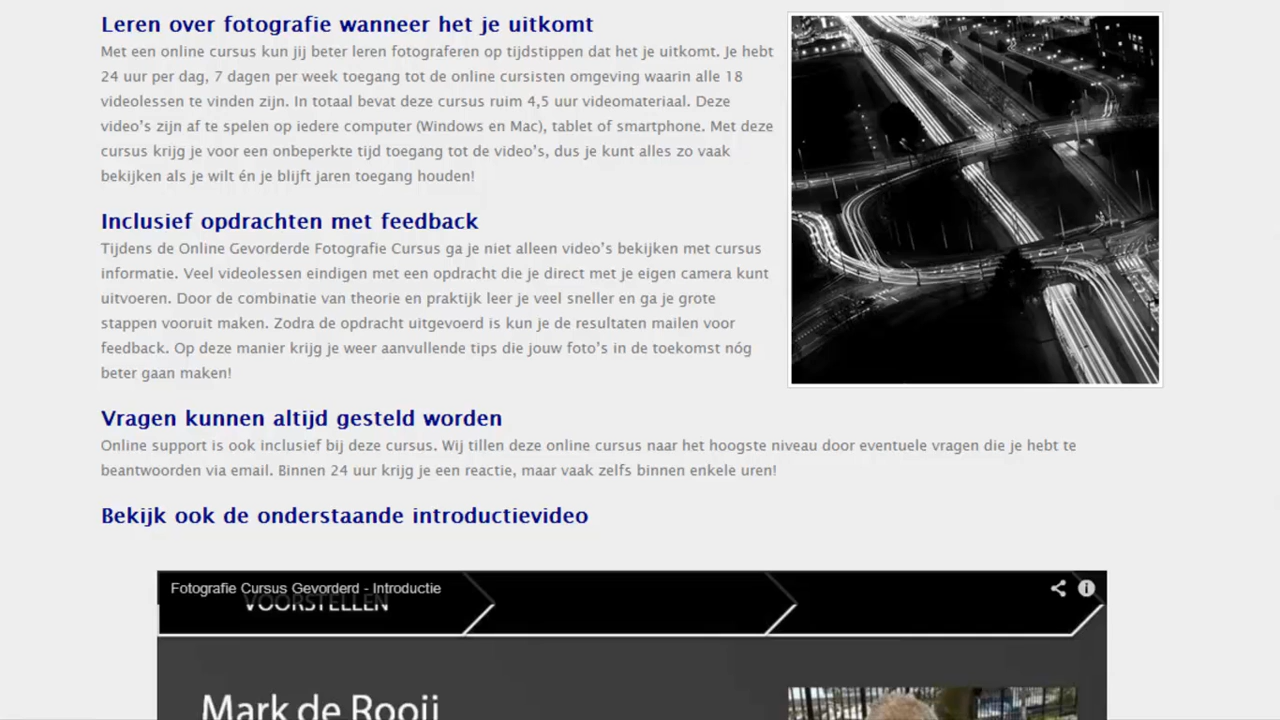 Leren over fotografie wanneer het je uitkomt
Met een online cursus kun jij beter leren fotograferen op tijdstippen dat het je uitkomt. Je hebt
24 uur per dag, 7 dagen per week toegang tot de online cursisten omgeving waarin alle 18
videolessen te vinden zijn. In totaal bevat deze cursus ruim 4,5 uur videomateriaal. Deze
video's zijn af te spelen op iedere computer (Windows en Mac), tablet of smartphone. Met deze
cursus krijg je voor een onbeperkte tijd toegang tot de video's, dus je kunt alles zo vaak
bekijken als je wilt én je blijft jaren toegang houden!
Inclusief opdrachten met feedback
Tijdens de Online Gevorderde Fotografie Cursus ga je niet alleen video's bekijken met cursus
informatie. Veel videolessen eindigen met een opdracht die je direct met je eigen camera kunt
uitvoeren. Door de combinatie van theorie en praktijk leer je veel sneller en ga je grote
stappen vooruit maken. Zodra de opdracht uitgevoerd is kun je de resultaten mailen voor
feedback. Op deze manier krijg je weer aanvullende tips die jouw foto's in de toekomst nóg
beter gaan maken!
Vragen kunnen altijd gesteld worden
Online support is ook inclusief bij deze cursus. Wij tillen deze online cursus naar het hoogste niveau door eventuele vragen die je hebt te
beantwoorden via email. Binnen 24 uur krijg je een reactie, maar vaak zelfs binnen enkele uren!
Bekijk ook de onderstaande introductievideo
Fotografie Cursus Gevorderd - Introductie
VOORSTELLEN
Mark de Rooij